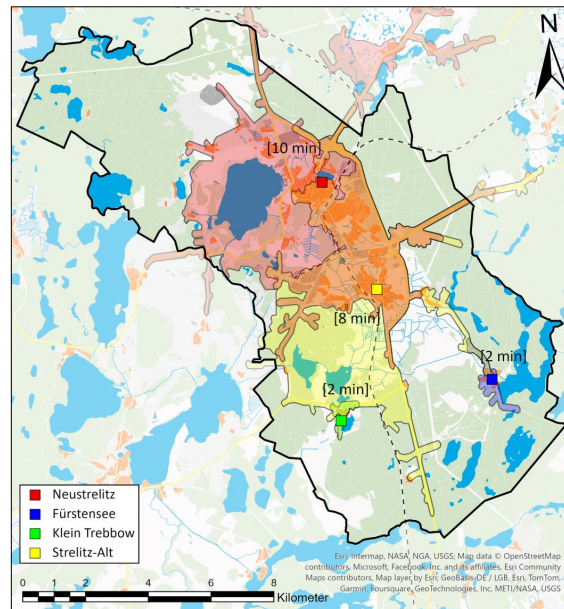 N
[10 min]
[8 min]
[2 min]
[2 min]
Neustrelitz
Fürstensee
Klein Trebbow
Strelitz-Alt
Esri, Intermap, NASA, NGA, USGS; Map data © OpenStreetMap
contributors, Microsoft, Facebook, Inc. and its affiliates, Esri Community
Maps contributors, Map layer by Esri; GeoBasis-DE / LGB, Esri, TomTom,
Garmin, Foursquare, GeoTechnologies, Inc, METI/NASA, USGS
0 1 2 4 6 8
Kilometer